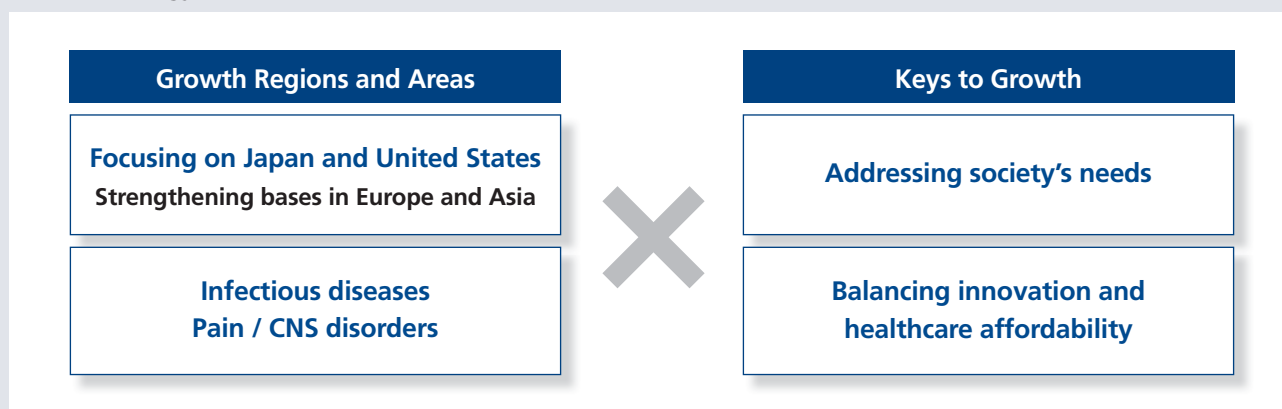 Growth Regions and Areas
Focusing on Japan and United States
Strengthening bases in Europe and Asia
Infectious diseases
Pain / CNS disorders
Keys to Growth
Addressing society's needs
Balancing innovation and
healthcare affordability